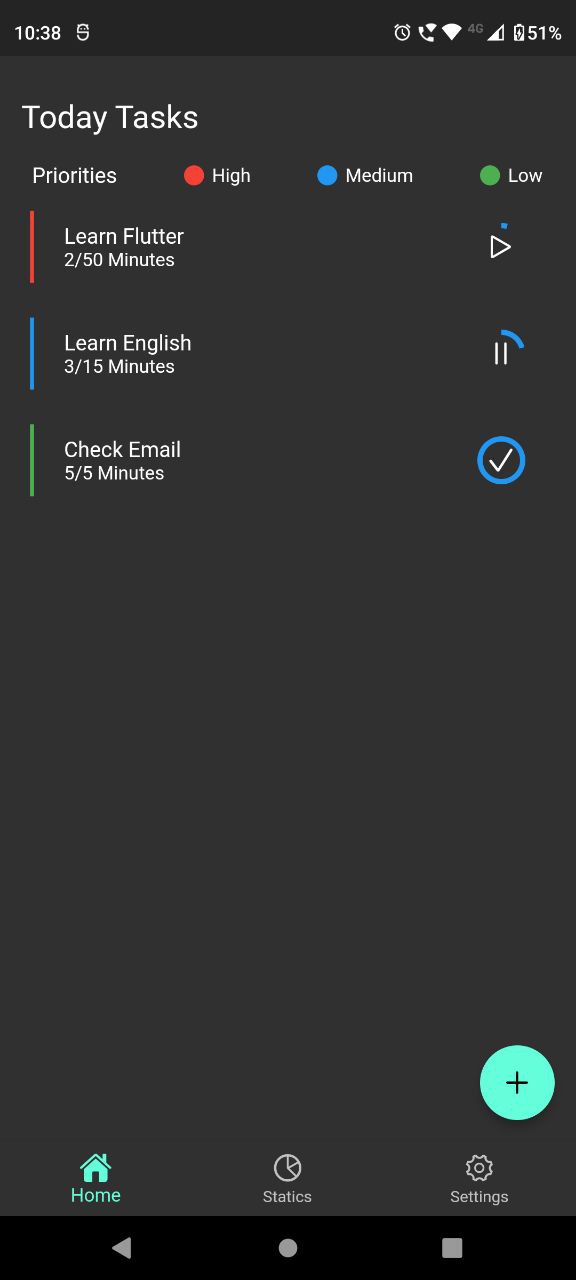 10:38 4G 51%
Today Tasks
Priorities High Medium Low
Learn Flutter
2/50 Minutes
Learn English
3/15 Minutes
Check Email
5/5 Minutes
Home Statics Settings